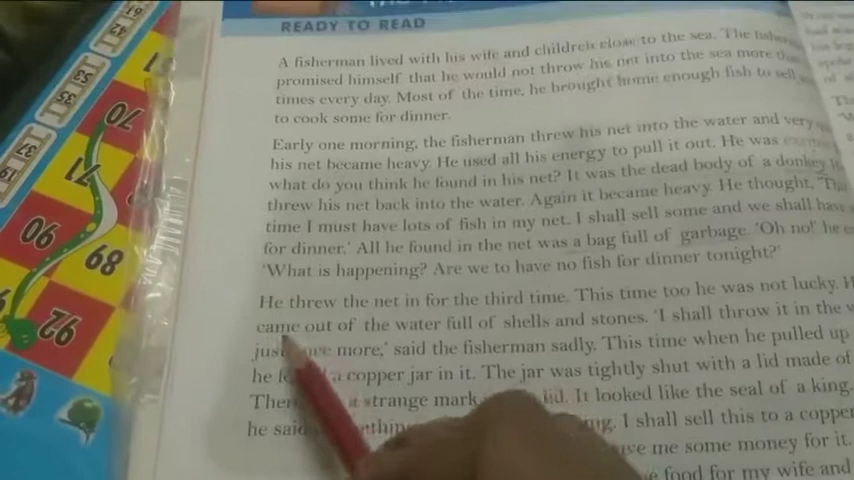 READY TO READ
A fisherman lived with his wife and children close to the sea. The
promised himself that he would not throw his net into the sea more
times every day. Most of the time, he brought home enough fish to sell
to cook some for dinner.
Early one morning, the fisherman threw his net into the water and very
his net became heavy. He used all his energy to pull it out. He was
what do you think he found in his net? It was the dead body of a donkey.
threw his net back into the water. Again it became heavy. He thought,
time I must have lots of fish in my net. I shall sell some and we shall have
for dinner.' All he found in the net was a bag full of garbage. 'Oh no!' he
'What is happening? Are we to have no fish for dinner tonight?'
He threw the net in for the third time. This time too he was not lucky.
came out of the water full of shells and stones. 'I shall throw it in the
just more,' said the fisherman sadly. This time when he pulled up
he a copper jar in it. The jar was tightly shut with a lid made of
a strange mark lid. It looked like the seal of a king.
he said I shall sell this to a copper
me some money for it.
food for my wife and
61
42
53
35
37
19
70
71
90
89
92